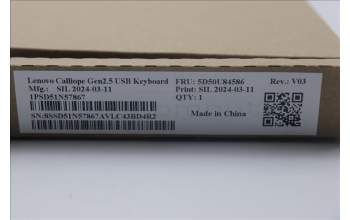 Lenovo Calliope Gen2.5 USB Keyboard FRU: 5D50U84586 Rev.: V03
Mfg.: SIL 2024-03-11 Print: SIL 2024-03-11
1PSD51N57867 QTY: 1
SN:8SSD51N57867AVLC43BD4B2 Made in China